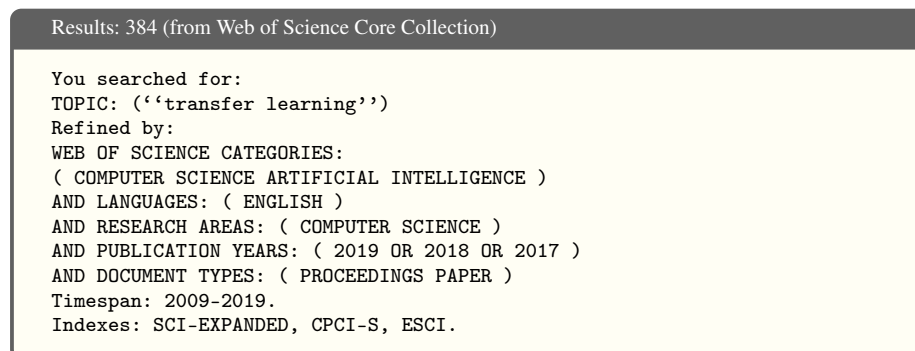 Results: 384 (from Web of Science Core Collection)
You searched for:
TOPIC: (‘‘transfer learning’’)
Refined by:
WEB OF SCIENCE CATEGORIES:
( COMPUTER SCIENCE ARTIFICIAL INTELLIGENCE )
AND LANGUAGES: ( ENGLISH )
AND RESEARCH AREAS: ( COMPUTER SCIENCE )
AND PUBLICATION YEARS: ( 2019 OR 2018 OR 2017 )
AND DOCUMENT TYPES: ( PROCEEDINGS PAPER )
Timespan: 2009-2019.
Indexes: SCI-EXPANDED, CPCI-S, ESCI.